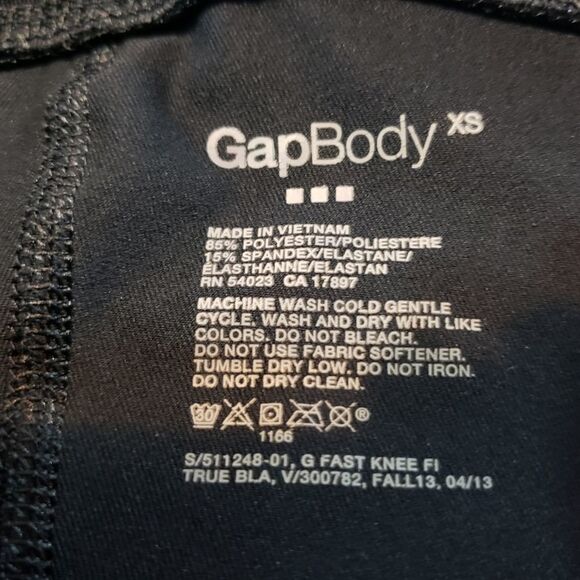 GapBody XS
MADE IN VIETNAM
85% POLYESTER/POLIESTERE
15% SPANDEX/ELASTANE/
ÉLASTHANNE/ELASTAN
RN 54023 CA 17897
MACHINE WASH COLD GENTLE
CYCLE. WASH AND DRY WITH LIKE
COLORS. DO NOT BLEACH.
DO NOT USE FABRIC SOFTENER.
TUMBLE DRY LOW. DO NOT IRON.
DO NOT DRY CLEAN.
30 ®
1166
S/511248-01, G FAST KNEE FI
TRUE BLA, V/300782, FALL13, 04/13